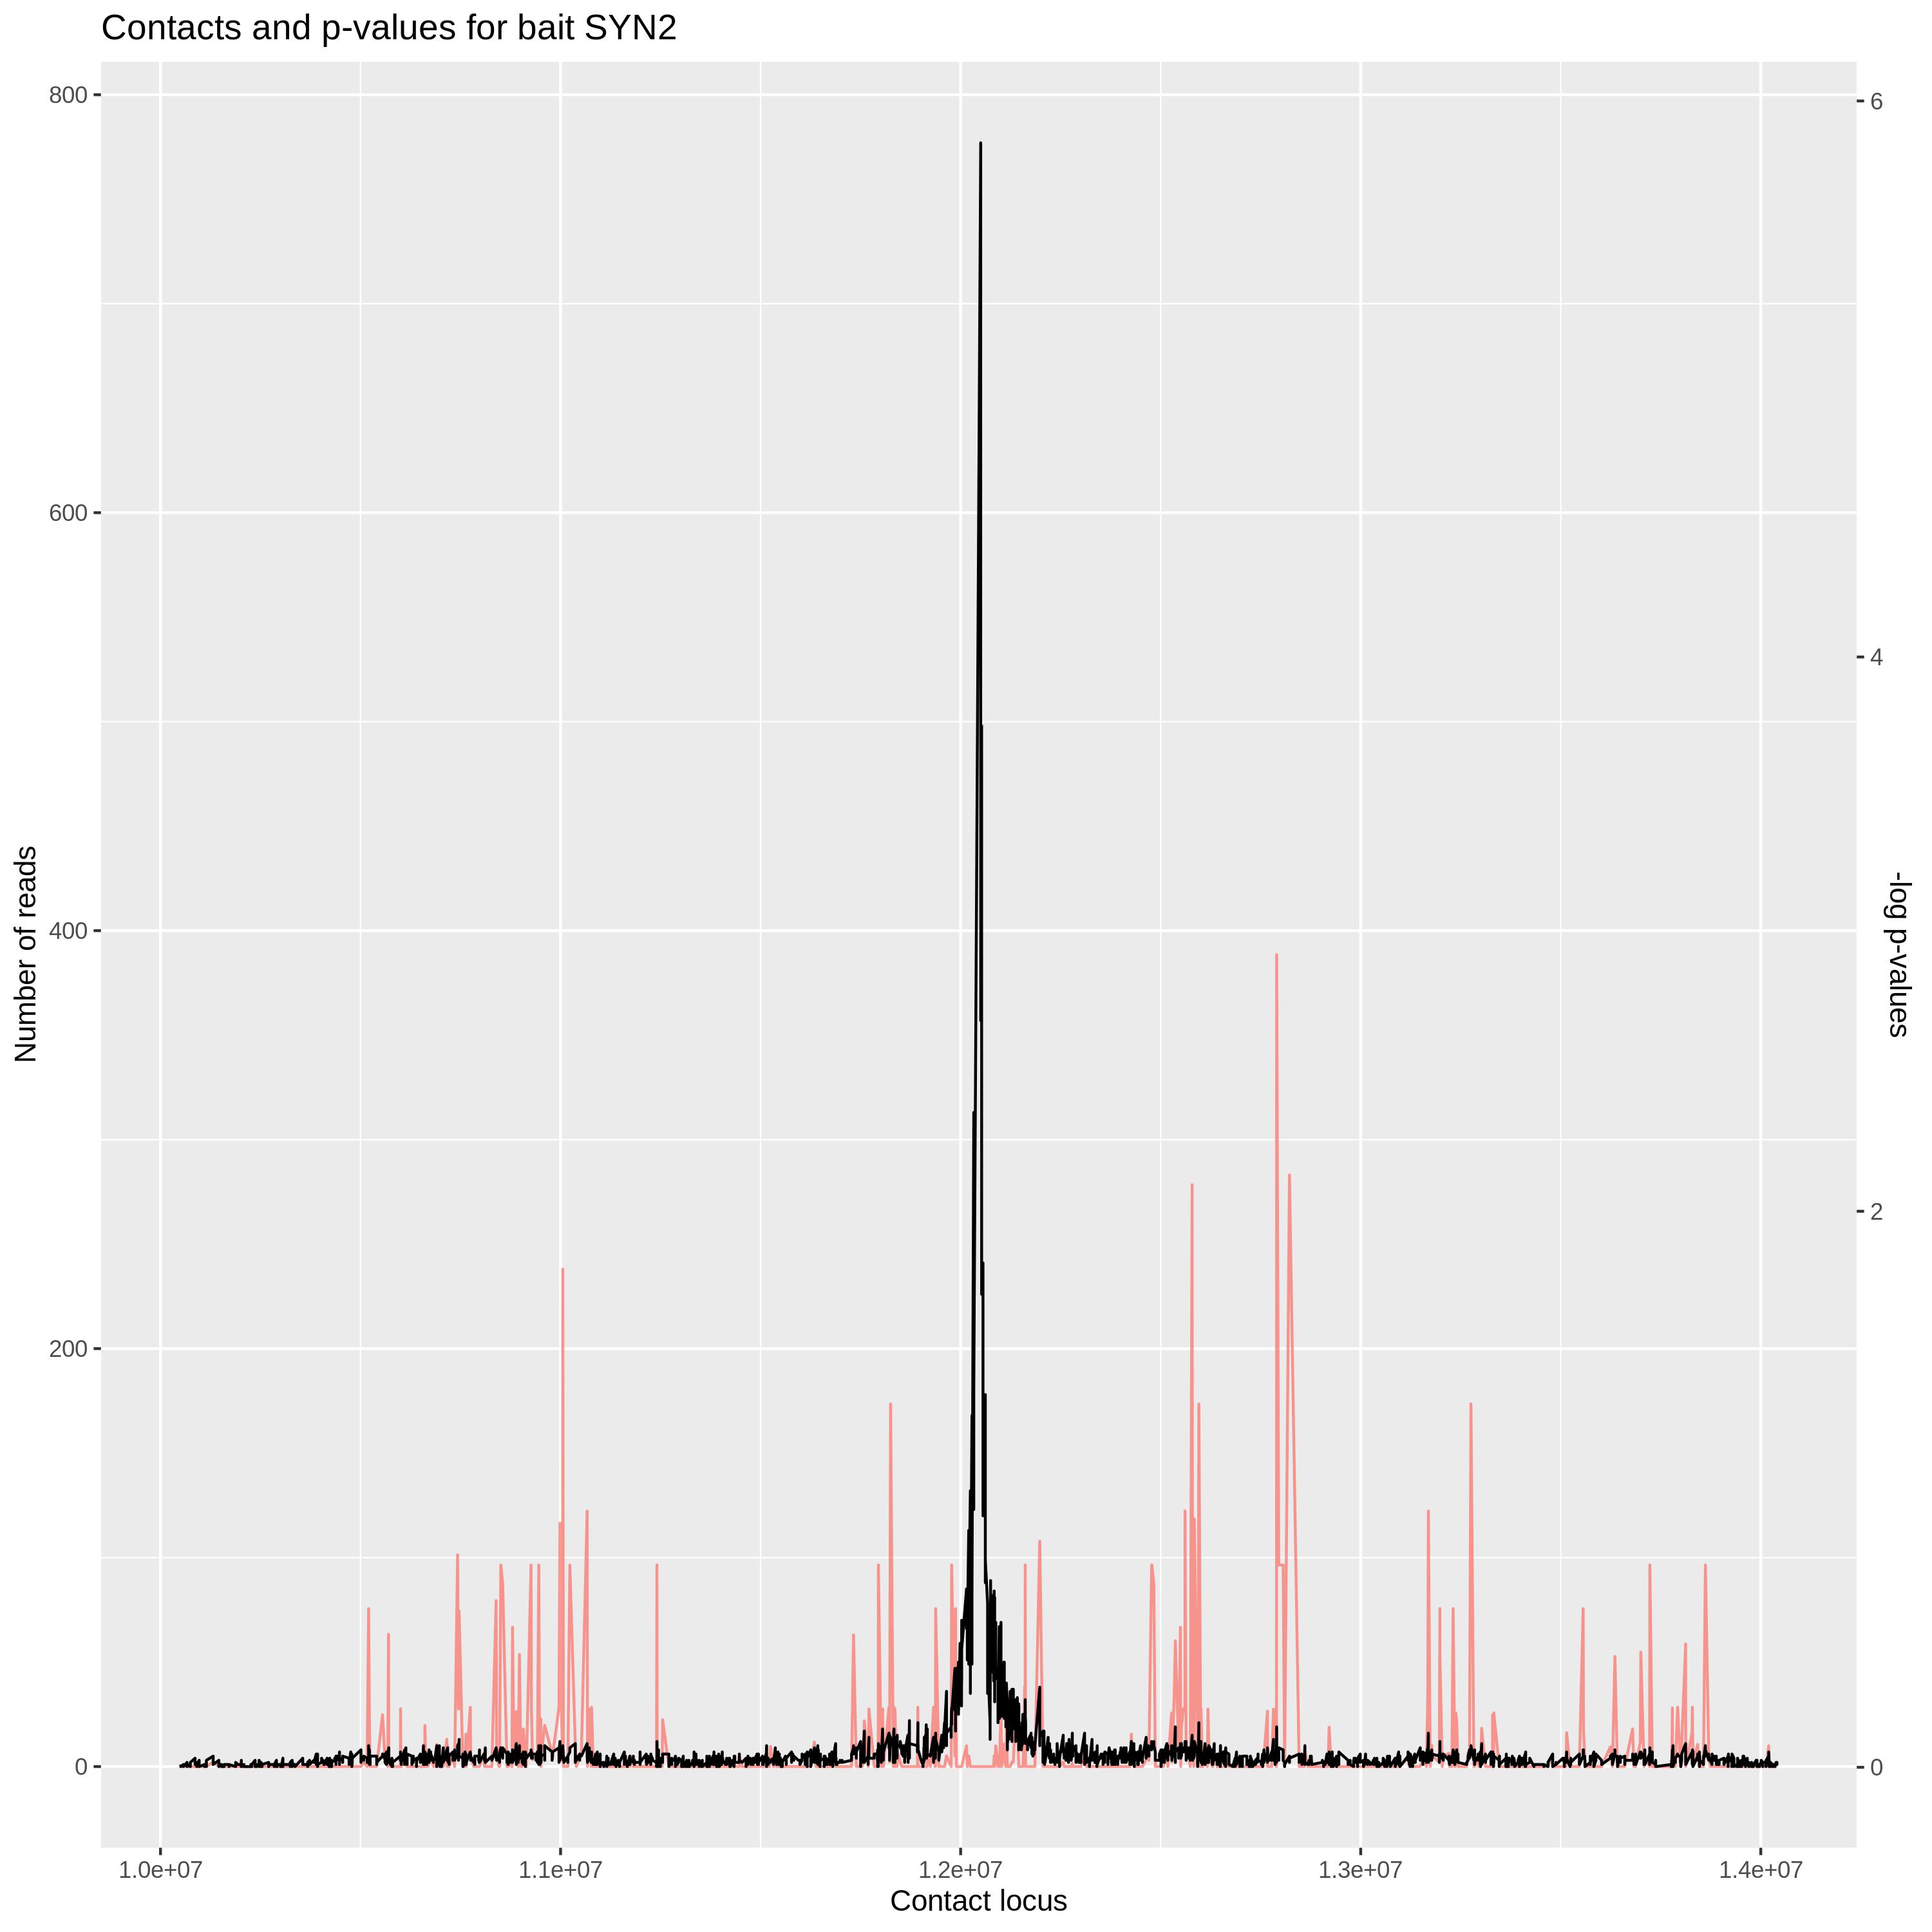 Contacts and p-values for bait SYN2
800
600
400
200
0
Number of reads
6
4
2
0
-log p-values
1.0e+07 1.1e+07 1.2e+07 1.3e+07 1.4e+07
Contact locus